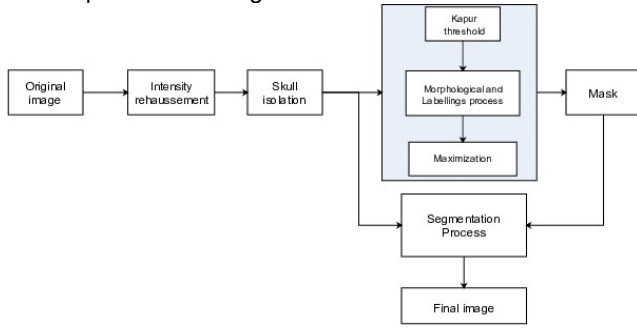 Kapur
threshold
Original
image
Intensity
rehaussement
Skull
isolation
Morphological and
Labellings process
Mask
Maximization
Segmentation
Process
Final image